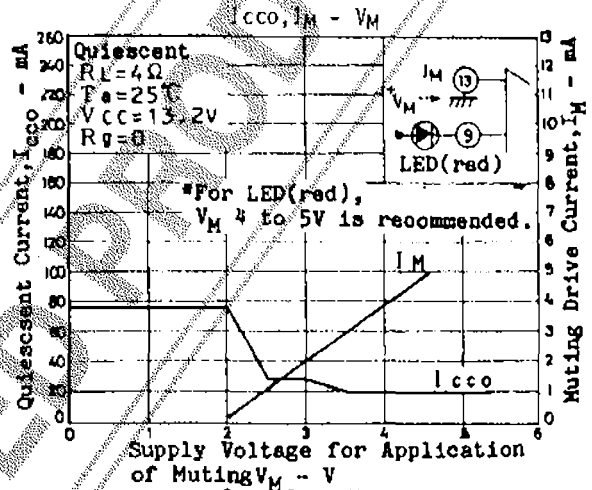 Icco, IM - VM
Quiescent
RL=4Ω
Ta=25℃
VCC=13.2V
Rg=0
IM
13
*VM
9
LED(red)
*For LED(red),
VM 4 to 5V is recommended.
IM
Icco
Quiescsent Current, Icco - mA
260
240
220
200
180
160
140
120
100
80
60
40
20
0
Muting Drive Current, IM - mA
13
12
11
10
9
8
7
6
5
4
3
2
1
0
0 1 2 3 4 5 6
Supply Voltage for Application
of Muting VM - V